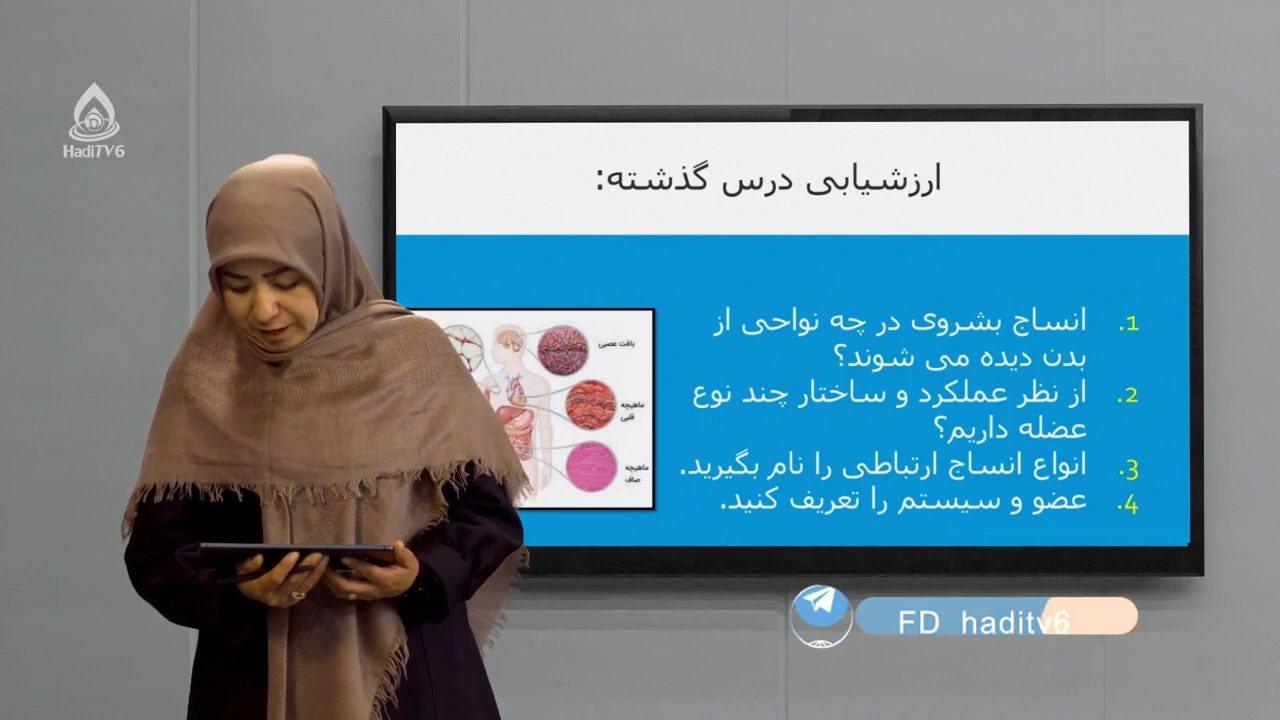 HadiTV6
ارزشیابی درس گذشته:
1. انساج بشروی در چه نواحی از
بدن دیده می شوند؟
2. از نظر عملکرد و ساختار چند نوع
عضله داریم؟
3. انواع انساج ارتباطی را نام بگیرید.
4. عضو و سیستم را تعریف کنید.
بافت عصبی
ماهیچه
قلبی
ماهیچه
صاف
FD haditv6